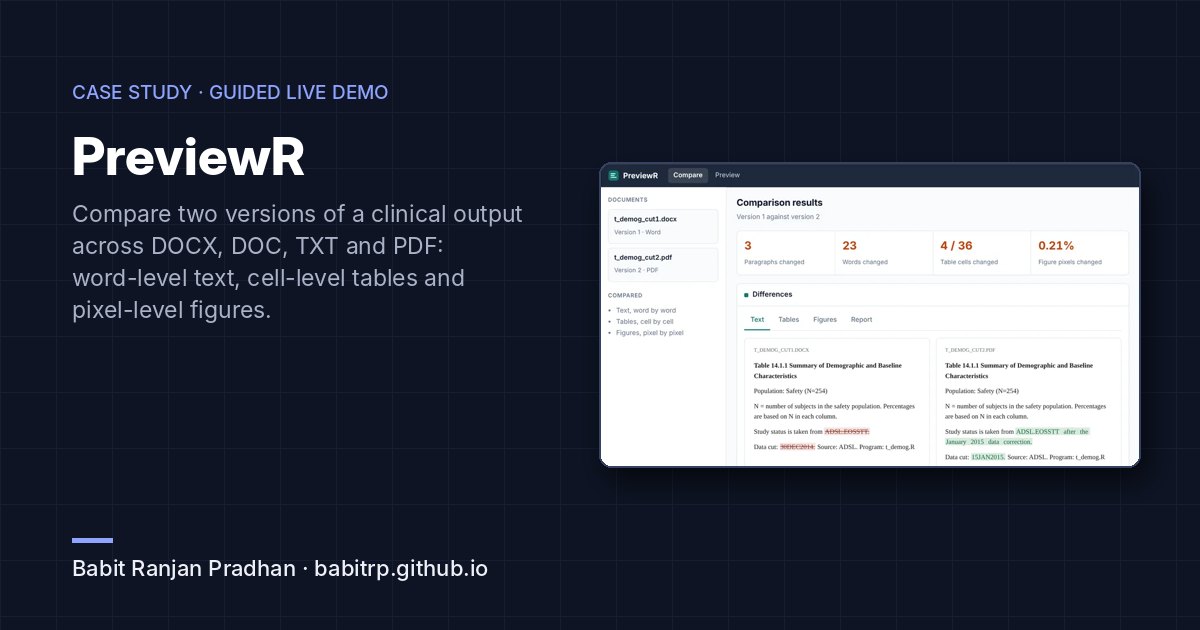 CASE STUDY · GUIDED LIVE DEMO
PreviewR
Compare two versions of a clinical output
across DOCX, DOC, TXT and PDF:
word-level text, cell-level tables and
pixel-level figures.
Babit Ranjan Pradhan · babitrp.github.io
PreviewR
Compare
Preview
DOCUMENTS
t_demog_cut1.docx
Version 1 · Word
t_demog_cut2.pdf
Version 2 · PDF
COMPARED
• Text, word by word
• Tables, cell by cell
• Figures, pixel by pixel
Comparison results
Version 1 against version 2
3
Paragraphs changed
23
Words changed
4 / 36
Table cells changed
0.21%
Figure pixels changed
Differences
Text
Tables
Figures
Report
T_DEMOG_CUT1.DOCX
Table 14.1.1 Summary of Demographic and Baseline
Characteristics
Population: Safety (N=254)
N = number of subjects in the safety population. Percentages
are based on N in each column.
Study status is taken from ADSL.EOSSTT.
Data cut: 30DEC2014. Source: ADSL. Program: t_demog.R
T_DEMOG_CUT2.PDF
Table 14.1.1 Summary of Demographic and Baseline
Characteristics
Population: Safety (N=254)
N = number of subjects in the safety population. Percentages
are based on N in each column.
Study status is taken from ADSL.EOSSTT after the
January 2015 data correction.
Data cut: 15JAN2015. Source: ADSL. Program: t_demog.R